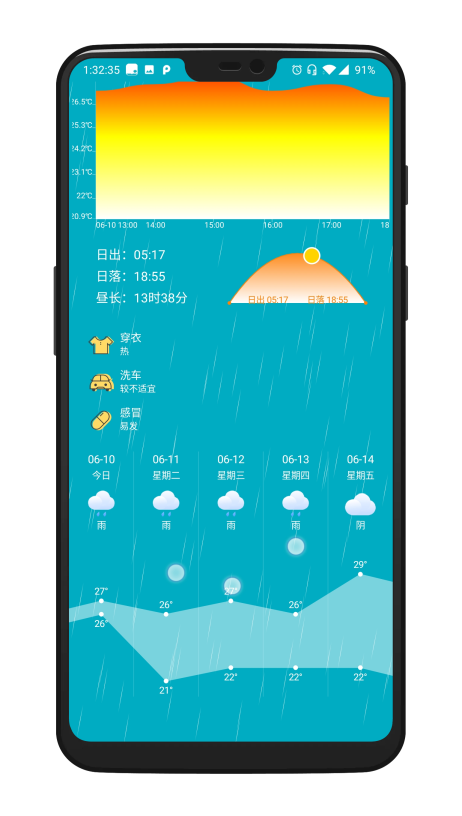 1:32:35 91%
26.5℃
25.3℃
24.2℃
23.1℃
22℃
20.9℃
06-10 13:00 14:00 15:00 16:00 17:00 18
日出：05:17
日落：18:55
昼长：13时38分
日出 05:17 日落 18:55
穿衣
热
洗车
较不适宜
感冒
易发
06-10 06-11 06-12 06-13 06-14
今日 星期二 星期三 星期四 星期五
雨 雨 雨 雨 阴
29°
27° 26° 27° 26°
26° 21° 22° 22° 22°